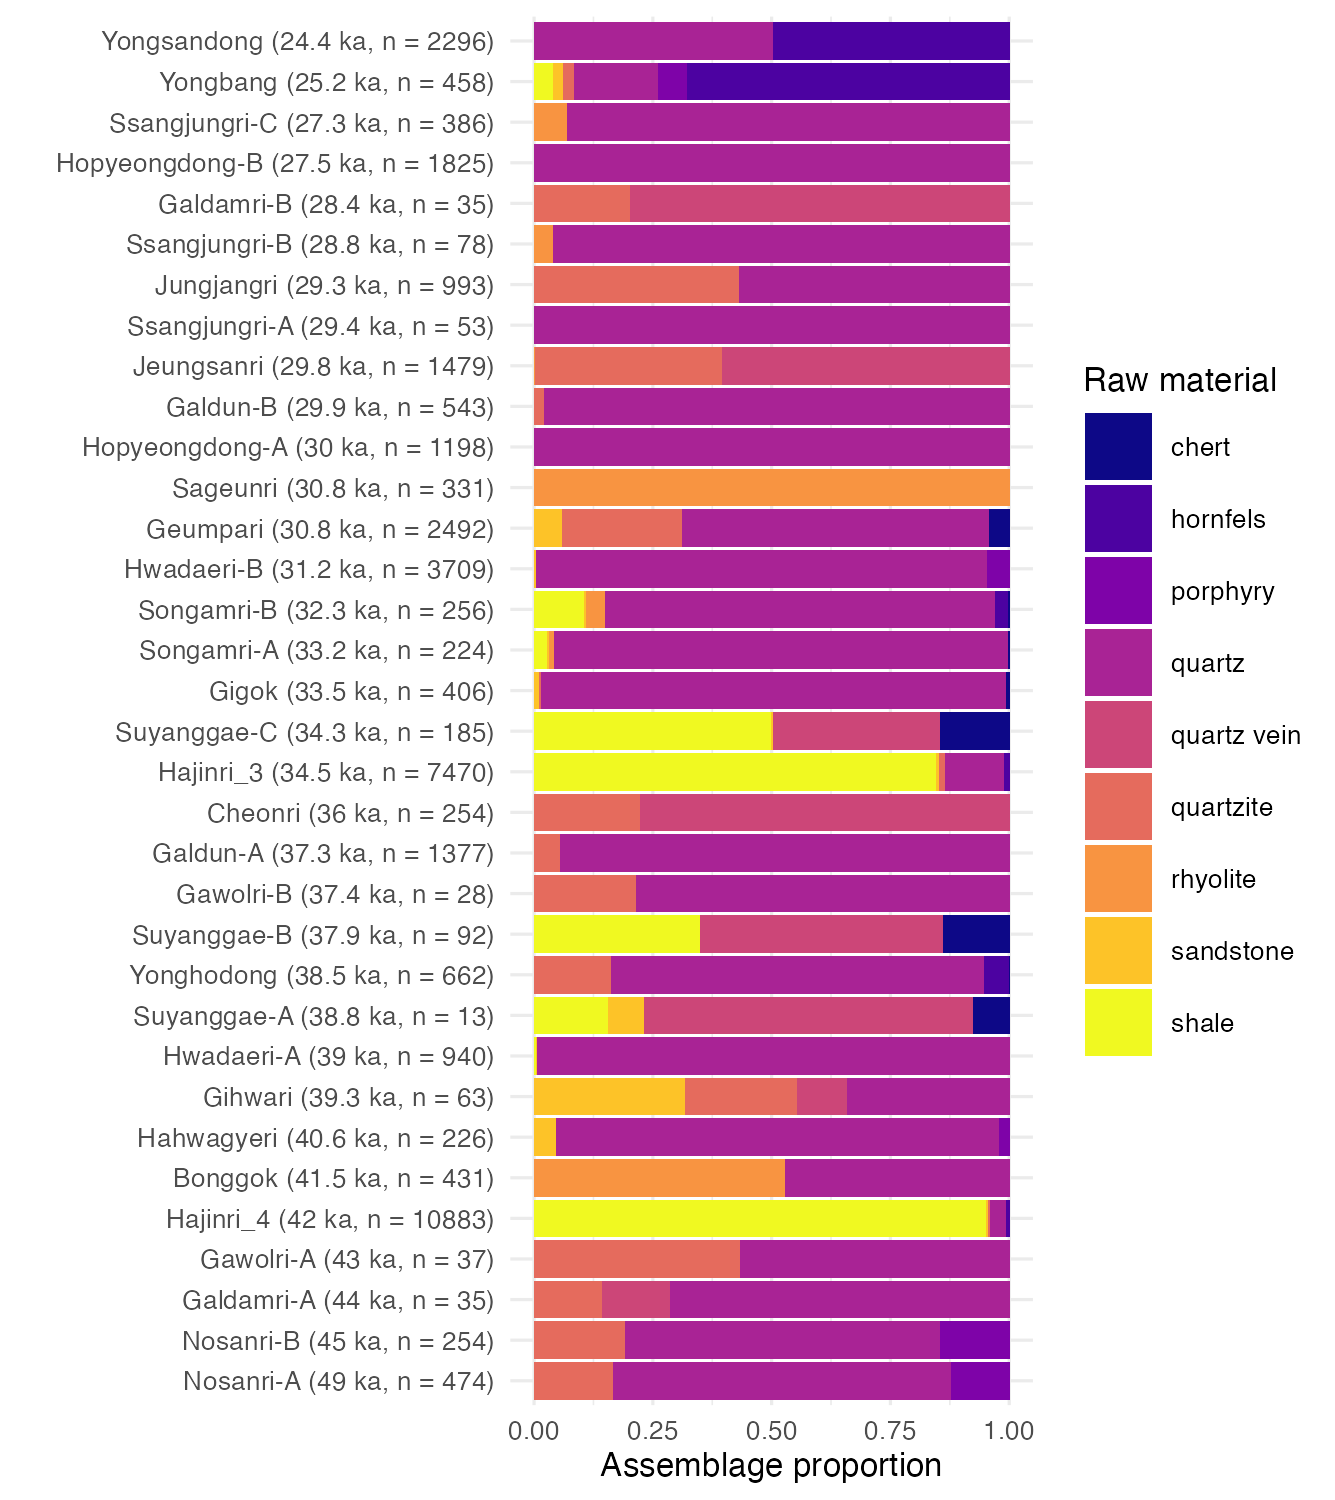 Yongsandong (24.4 ka, n = 2296)
Yongbang (25.2 ka, n = 458)
Ssangjungri-C (27.3 ka, n = 386)
Hopyeongdong-B (27.5 ka, n = 1825)
Galdamri-B (28.4 ka, n = 35)
Ssangjungri-B (28.8 ka, n = 78)
Jungjangri (29.3 ka, n = 993)
Ssangjungri-A (29.4 ka, n = 53)
Jeungsanri (29.8 ka, n = 1479)
Galdun-B (29.9 ka, n = 543)
Hopyeongdong-A (30 ka, n = 1198)
Sageunri (30.8 ka, n = 331)
Geumpari (30.8 ka, n = 2492)
Hwadaeri-B (31.2 ka, n = 3709)
Songamri-B (32.3 ka, n = 256)
Songamri-A (33.2 ka, n = 224)
Gigok (33.5 ka, n = 406)
Suyanggae-C (34.3 ka, n = 185)
Hajinri_3 (34.5 ka, n = 7470)
Cheonri (36 ka, n = 254)
Galdun-A (37.3 ka, n = 1377)
Gawolri-B (37.4 ka, n = 28)
Suyanggae-B (37.9 ka, n = 92)
Yonghodong (38.5 ka, n = 662)
Suyanggae-A (38.8 ka, n = 13)
Hwadaeri-A (39 ka, n = 940)
Gihwari (39.3 ka, n = 63)
Hahwagyeri (40.6 ka, n = 226)
Bonggok (41.5 ka, n = 431)
Hajinri_4 (42 ka, n = 10883)
Gawolri-A (43 ka, n = 37)
Galdamri-A (44 ka, n = 35)
Nosanri-B (45 ka, n = 254)
Nosanri-A (49 ka, n = 474)
0.00 0.25 0.50 0.75 1.00
Assemblage proportion
Raw material
chert
hornfels
porphyry
quartz
quartz vein
quartzite
rhyolite
sandstone
shale